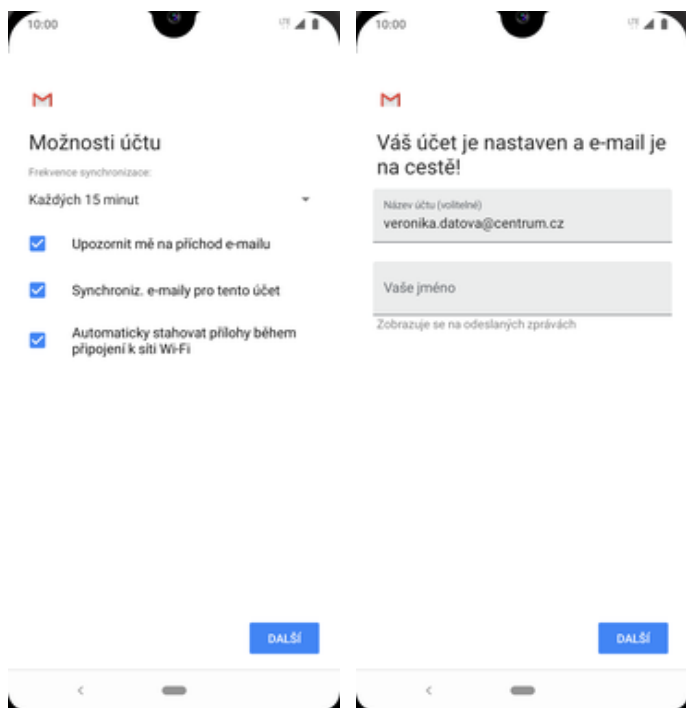 10:00
LTE
Možnosti účtu
Frekvence synchronizace:
Každých 15 minut
Upozornit mě na příchod e-mailu
Synchroniz. e-maily pro tento účet
Automaticky stahovat přílohy během
připojení k síti Wi-Fi
DALŠÍ
10:00
LTE
Váš účet je nastaven a e-mail je
na cestě!
Název účtu (volitelné)
veronika.datova@centrum.cz
Vaše jméno
Zobrazuje se na odeslaných zprávách
DALŠÍ